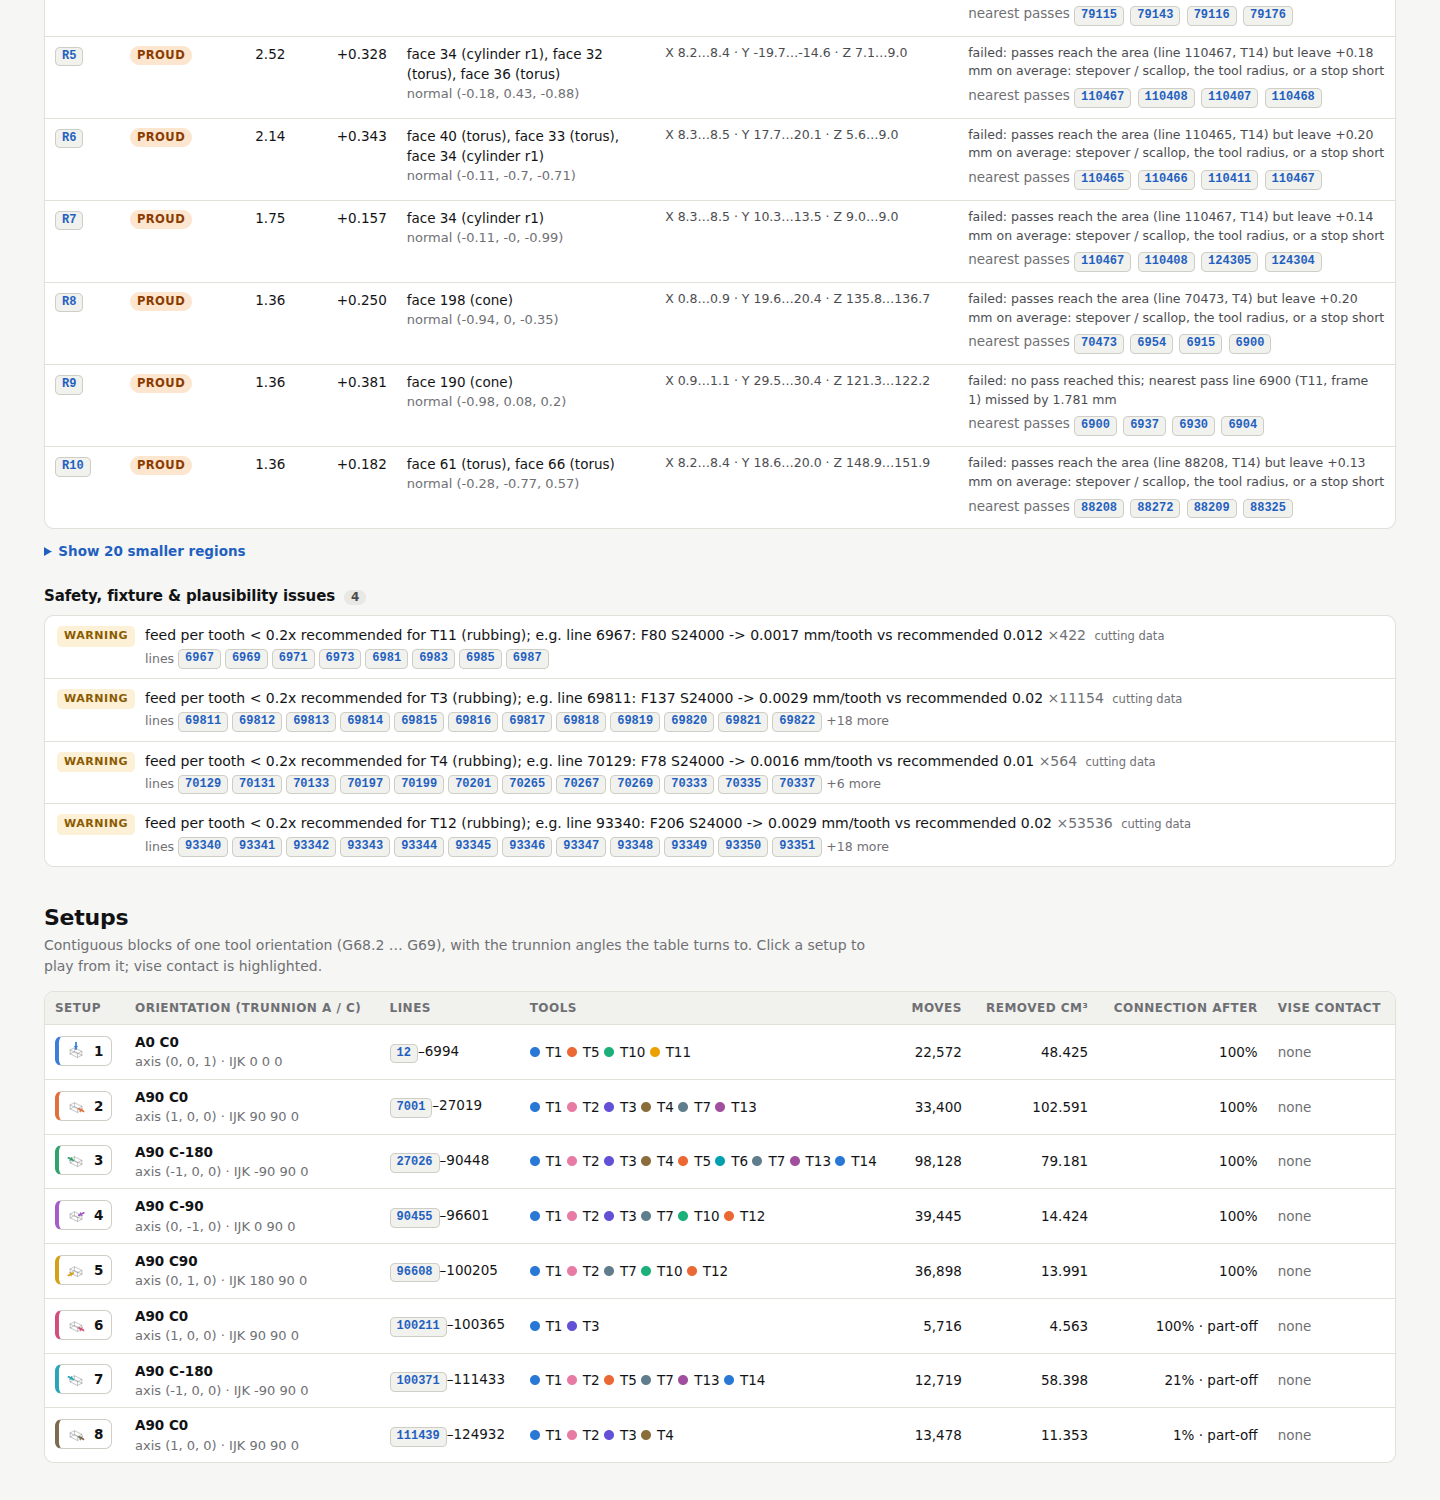 nearest passes 79115 79143 79116 79176
R5 PROUD 2.52 +0.328 face 34 (cylinder r1), face 32 X 8.2...8.4 · Y -19.7...-14.6 · Z 7.1...9.0 failed: passes reach the area (line 110467, T14) but leave +0.18
(torus), face 36 (torus) mm on average: stepover / scallop, the tool radius, or a stop short
normal (-0.18, 0.43, -0.88) nearest passes 110467 110408 110407 110468
R6 PROUD 2.14 +0.343 face 40 (torus), face 33 (torus), X 8.3...8.5 · Y 17.7...20.1 · Z 5.6...9.0 failed: passes reach the area (line 110465, T14) but leave +0.20
face 34 (cylinder r1) mm on average: stepover / scallop, the tool radius, or a stop short
normal (-0.11, -0.7, -0.71) nearest passes 110465 110466 110411 110467
R7 PROUD 1.75 +0.157 face 34 (cylinder r1) X 8.3...8.5 · Y 10.3...13.5 · Z 9.0...9.0 failed: passes reach the area (line 110467, T14) but leave +0.14
normal (-0.11, -0, -0.99) mm on average: stepover / scallop, the tool radius, or a stop short
nearest passes 110467 110408 124305 124304
R8 PROUD 1.36 +0.250 face 198 (cone) X 0.8...0.9 · Y 19.6...20.4 · Z 135.8...136.7 failed: passes reach the area (line 70473, T4) but leave +0.20
normal (-0.94, 0, -0.35) mm on average: stepover / scallop, the tool radius, or a stop short
nearest passes 70473 6954 6915 6900
R9 PROUD 1.36 +0.381 face 190 (cone) X 0.9...1.1 · Y 29.5...30.4 · Z 121.3...122.2 failed: no pass reached this; nearest pass line 6900 (T11, frame
normal (-0.98, 0.08, 0.2) 1) missed by 1.781 mm
nearest passes 6900 6937 6930 6904
R10 PROUD 1.36 +0.182 face 61 (torus), face 66 (torus) X 8.2...8.4 · Y 18.6...20.0 · Z 148.9...151.9 failed: passes reach the area (line 88208, T14) but leave +0.13
normal (-0.28, -0.77, 0.57) mm on average: stepover / scallop, the tool radius, or a stop short
nearest passes 88208 88272 88209 88325
▶ Show 20 smaller regions
Safety, fixture & plausibility issues 4
WARNING feed per tooth < 0.2x recommended for T11 (rubbing); e.g. line 6967: F80 S24000 -> 0.0017 mm/tooth vs recommended 0.012 ×422 cutting data
lines 6967 6969 6971 6973 6981 6983 6985 6987
WARNING feed per tooth < 0.2x recommended for T3 (rubbing); e.g. line 69811: F137 S24000 -> 0.0029 mm/tooth vs recommended 0.02 ×11154 cutting data
lines 69811 69812 69813 69814 69815 69816 69817 69818 69819 69820 69821 69822 +18 more
WARNING feed per tooth < 0.2x recommended for T4 (rubbing); e.g. line 70129: F78 S24000 -> 0.0016 mm/tooth vs recommended 0.01 ×564 cutting data
lines 70129 70131 70133 70197 70199 70201 70265 70267 70269 70333 70335 70337 +6 more
WARNING feed per tooth < 0.2x recommended for T12 (rubbing); e.g. line 93340: F206 S24000 -> 0.0029 mm/tooth vs recommended 0.02 ×53536 cutting data
lines 93340 93341 93342 93343 93344 93345 93346 93347 93348 93349 93350 93351 +18 more
Setups
Contiguous blocks of one tool orientation (G68.2 ... G69), with the trunnion angles the table turns to. Click a setup to
play from it; vise contact is highlighted.
SETUP ORIENTATION (TRUNNION A / C) LINES TOOLS MOVES REMOVED CM³ CONNECTION AFTER VISE CONTACT
1 A0 C0 12–6994 T1 T5 T10 T11 22,572 48.425 100% none
axis (0, 0, 1) · IJK 0 0 0
2 A90 C0 7001–27019 T1 T2 T3 T4 T7 T13 33,400 102.591 100% none
axis (1, 0, 0) · IJK 90 90 0
3 A90 C-180 27026–90448 T1 T2 T3 T4 T5 T6 T7 T13 T14 98,128 79.181 100% none
axis (-1, 0, 0) · IJK -90 90 0
4 A90 C-90 90455–96601 T1 T2 T3 T7 T10 T12 39,445 14.424 100% none
axis (0, -1, 0) · IJK 0 90 0
5 A90 C90 96608–100205 T1 T2 T7 T10 T12 36,898 13.991 100% none
axis (0, 1, 0) · IJK 180 90 0
6 A90 C0 100211–100365 T1 T3 5,716 4.563 100% · part-off none
axis (1, 0, 0) · IJK 90 90 0
7 A90 C-180 100371–111433 T1 T2 T5 T7 T13 T14 12,719 58.398 21% · part-off none
axis (-1, 0, 0) · IJK -90 90 0
8 A90 C0 111439–124932 T1 T2 T3 T4 13,478 11.353 1% · part-off none
axis (1, 0, 0) · IJK 90 90 0